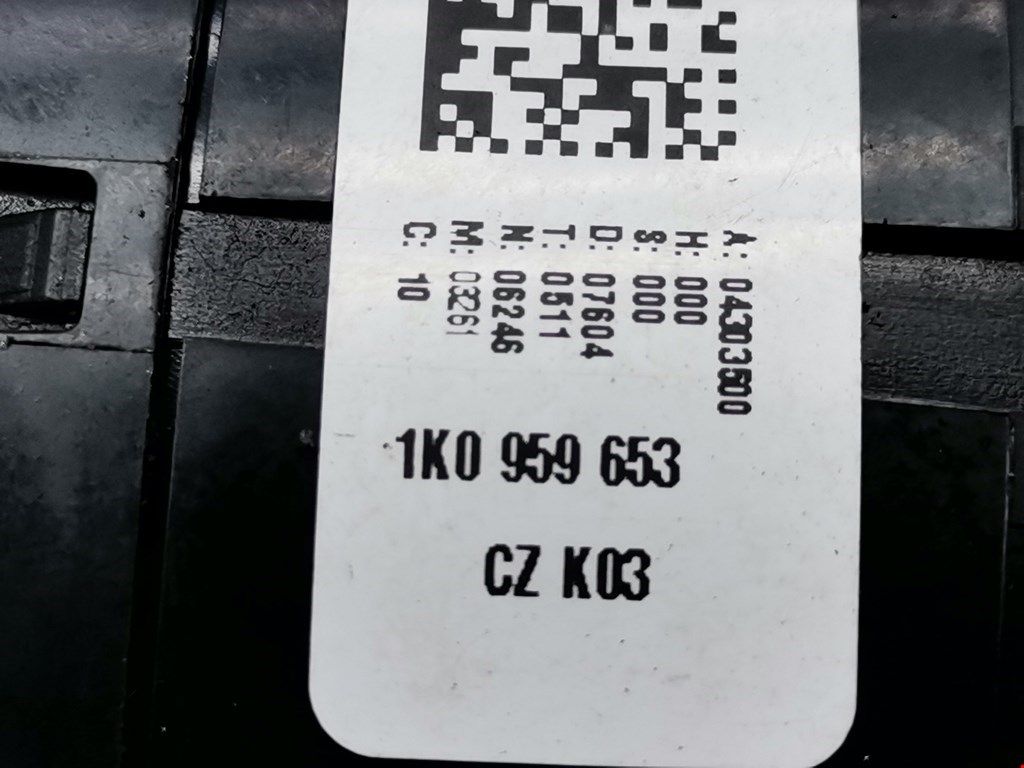 A: 04303500
H: 000
S: 000
D: 07604
T: 0511
N: 06246
M: 03261
C: 10
1K0 959 653
CZ K03